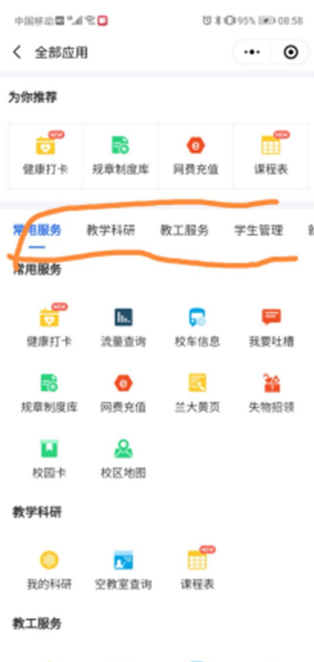 中国移动 95% 08:58
全部应用
为你推荐
NEW NEW
健康打卡 规章制度库 网费充值 课程表
常用服务 教学科研 教工服务 学生管理
常用服务
NEW
健康打卡 流量查询 校车信息 我要吐槽
规章制度库 网费充值 兰大黄页 失物招领
校园卡 校区地图
教学科研
NEW
我的科研 空教室查询 课程表
教工服务